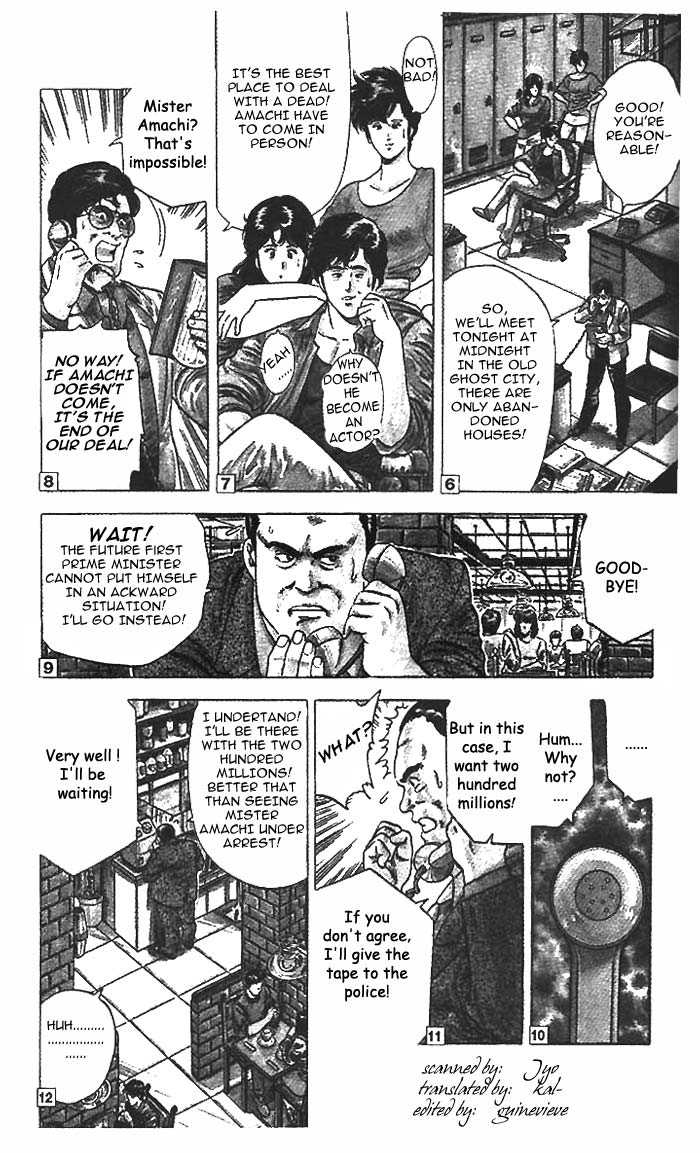 GOOD!
YOU'RE
REASON-
ABLE!
SO,
WE'LL MEET
TONIGHT AT
MIDNIGHT
IN THE OLD
GHOST CITY,
THERE ARE
ONLY ABAN-
DONED
HOUSES!
6
NOT
BAD!
IT'S THE BEST
PLACE TO DEAL
WITH A DEAD!
AMACHI HAVE
TO COME IN
PERSON!
WHY
DOESN'T
HE
BECOME
AN
ACTOR?
YEAH
......
7
Mister
Amachi?
That's
impossible!
NO WAY!
IF AMACHI
DOESN'T
COME,
IT'S THE
END OF
OUR DEAL!
8
GOOD-
BYE!
WAIT!
THE FUTURE FIRST
PRIME MINISTER
CANNOT PUT HIMSELF
IN AN ACKWARD
SITUATION!
I'LL GO INSTEAD!
9
......
Hum...
Why
not?
....
10
But in this
case, I
want two
hundred
millions!
WHAT?
If you
don't agree,
I'll give the
tape to the
police!
11
I UNDERTAND!
I'LL BE THERE
WITH THE TWO
HUNDRED
MILLIONS!
BETTER THAT
THAN SEEING
MISTER
AMACHI UNDER
ARREST!
Very well !
I'll be
waiting!
HUH.........
................
......
12
scanned by: Jyo
translated by: kal-
edited by: guinevieve